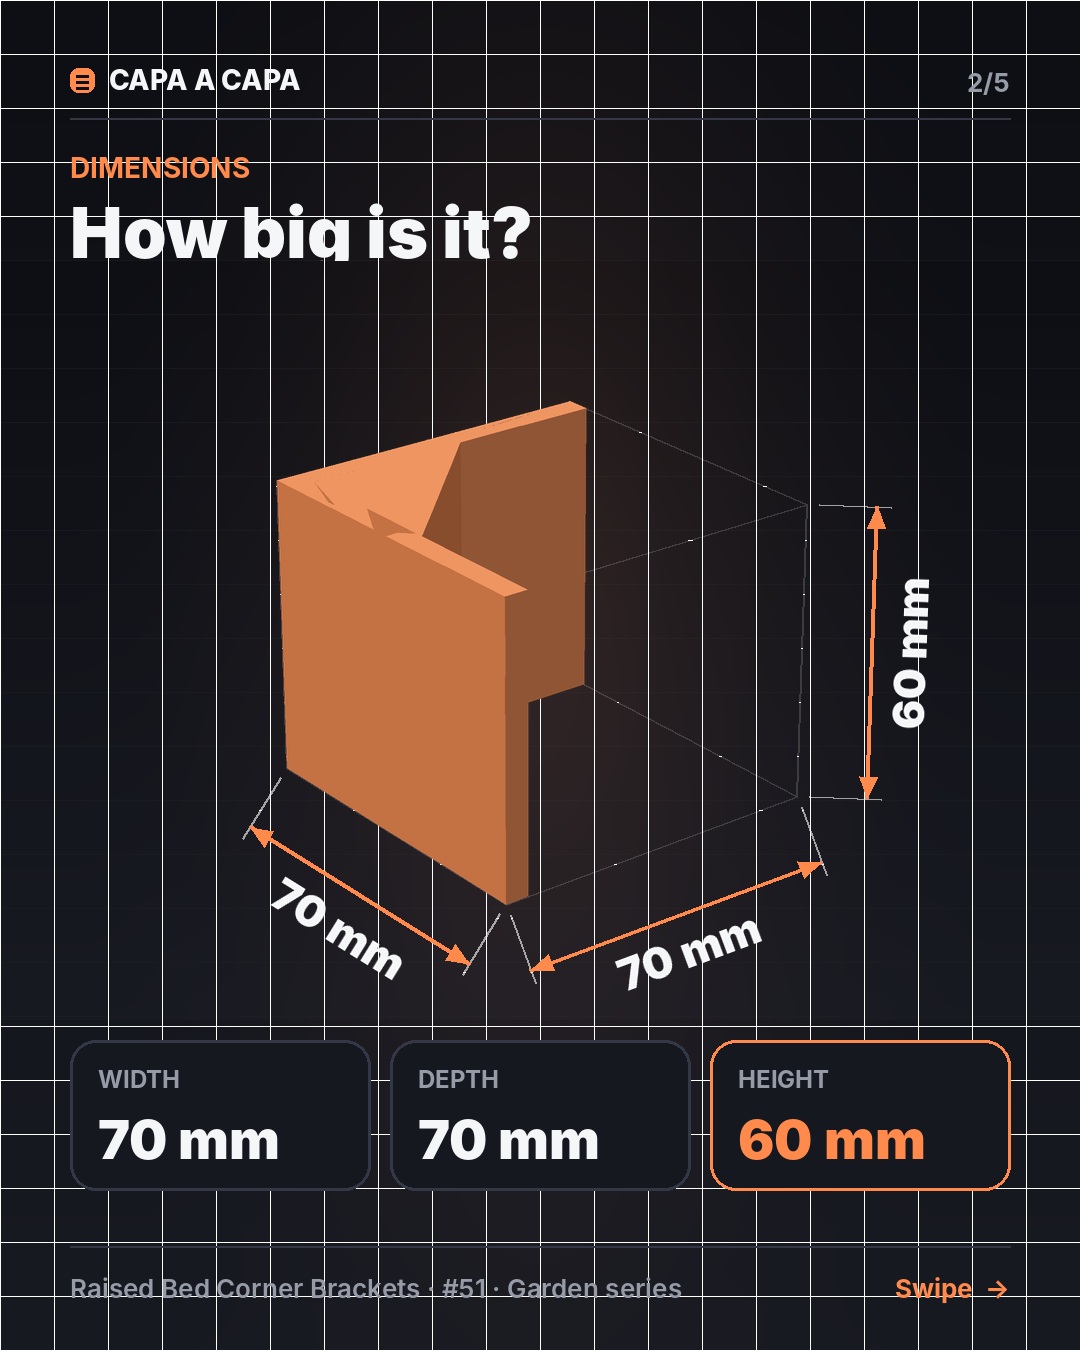 CAPA A CAPA
2/5
DIMENSIONS
How big is it?
60 mm
70 mm
70 mm
WIDTH
70 mm
DEPTH
70 mm
HEIGHT
60 mm
Raised Bed Corner Brackets · #51 · Garden series
Swipe →